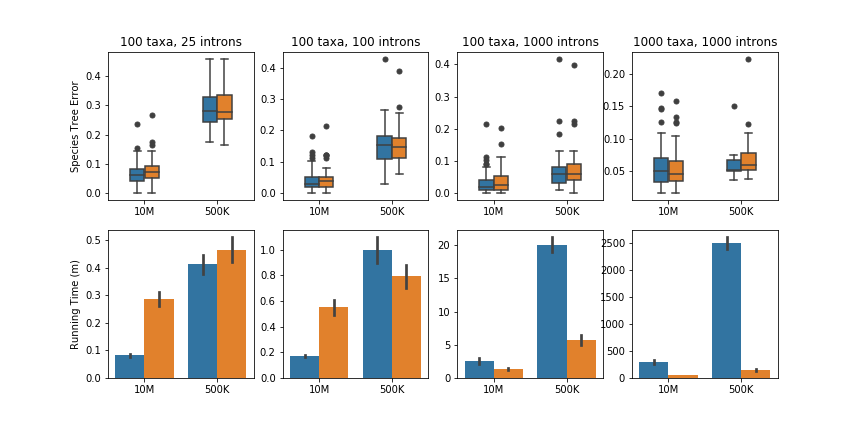 100 taxa, 25 introns
100 taxa, 100 introns
100 taxa, 1000 introns
1000 taxa, 1000 introns
Species Tree Error
0.4
0.3
0.2
0.1
0.0
10M
500K
0.4
0.3
0.2
0.1
0.0
10M
500K
0.4
0.3
0.2
0.1
0.0
10M
500K
0.20
0.15
0.10
0.05
10M
500K
Running Time (m)
0.5
0.4
0.3
0.2
0.1
0.0
10M
500K
1.0
0.8
0.6
0.4
0.2
0.0
10M
500K
20
15
10
5
0
10M
500K
2500
2000
1500
1000
500
0
10M
500K